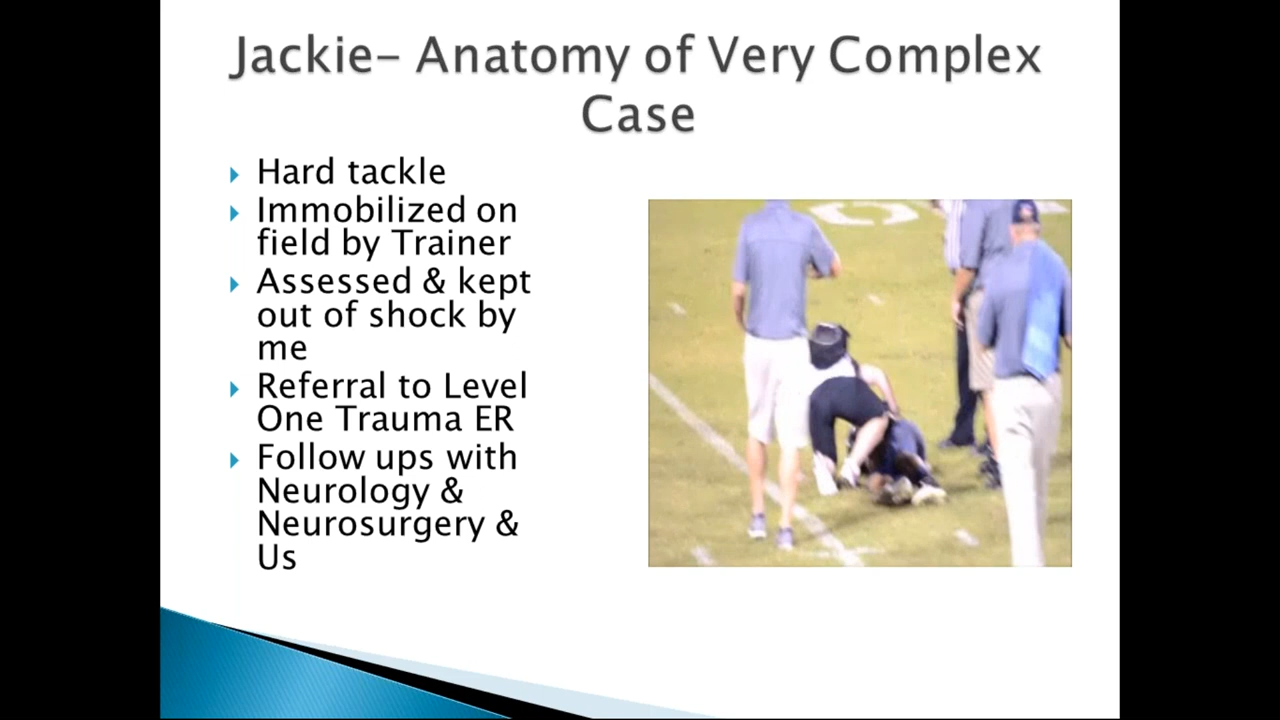 Jackie– Anatomy of Very Complex
Case
Hard tackle
Immobilized on
field by Trainer
Assessed & kept
out of shock by
me
Referral to Level
One Trauma ER
Follow ups with
Neurology &
Neurosurgery &
Us